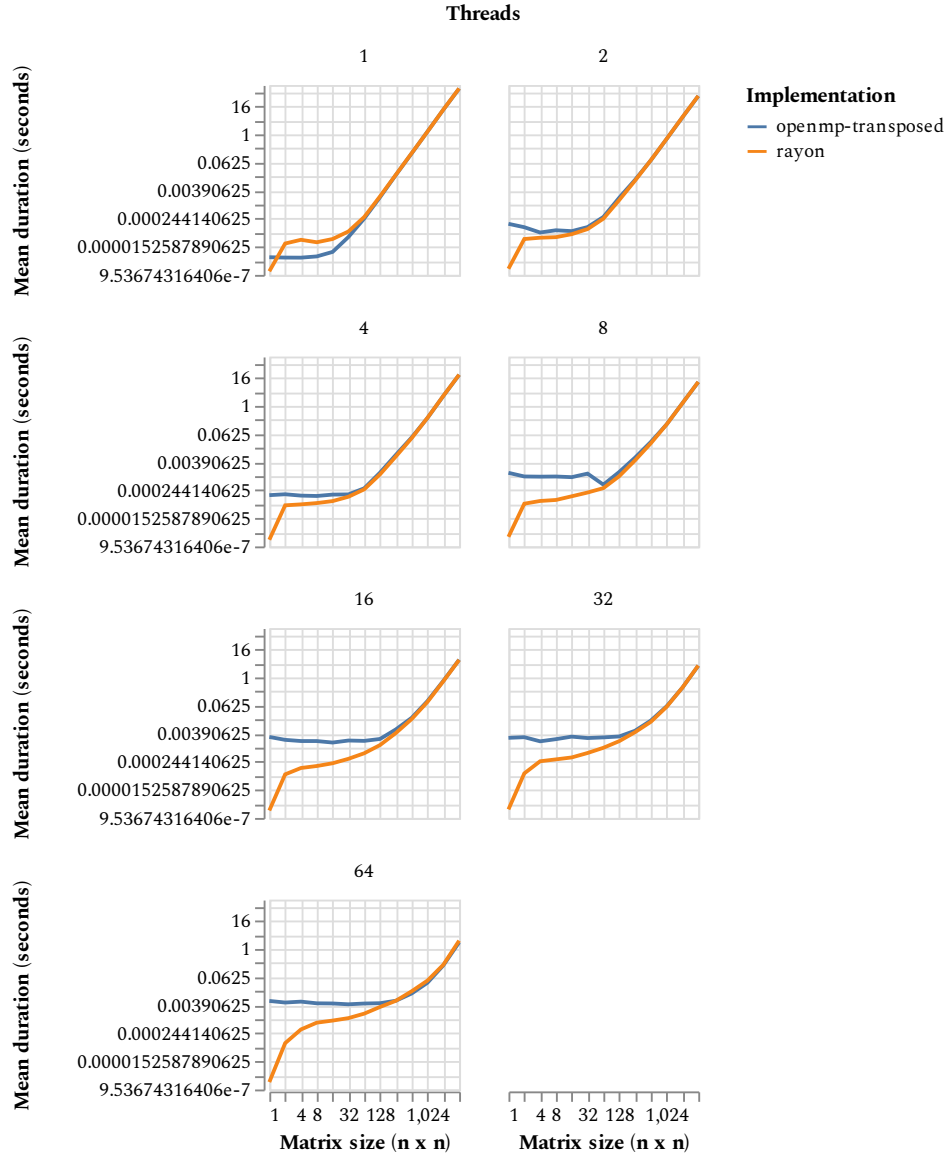 Threads
1
2
Mean duration (seconds)
16
1
0.0625
0.00390625
0.000244140625
0.0000152587890625
9.53674316406e-7
Implementation
openmp-transposed
rayon
4
8
Mean duration (seconds)
16
1
0.0625
0.00390625
0.000244140625
0.0000152587890625
9.53674316406e-7
16
32
Mean duration (seconds)
16
1
0.0625
0.00390625
0.000244140625
0.0000152587890625
9.53674316406e-7
64
Mean duration (seconds)
16
1
0.0625
0.00390625
0.000244140625
0.0000152587890625
9.53674316406e-7
1 4 8 32 128 1,024
Matrix size (n x n)
1 4 8 32 128 1,024
Matrix size (n x n)